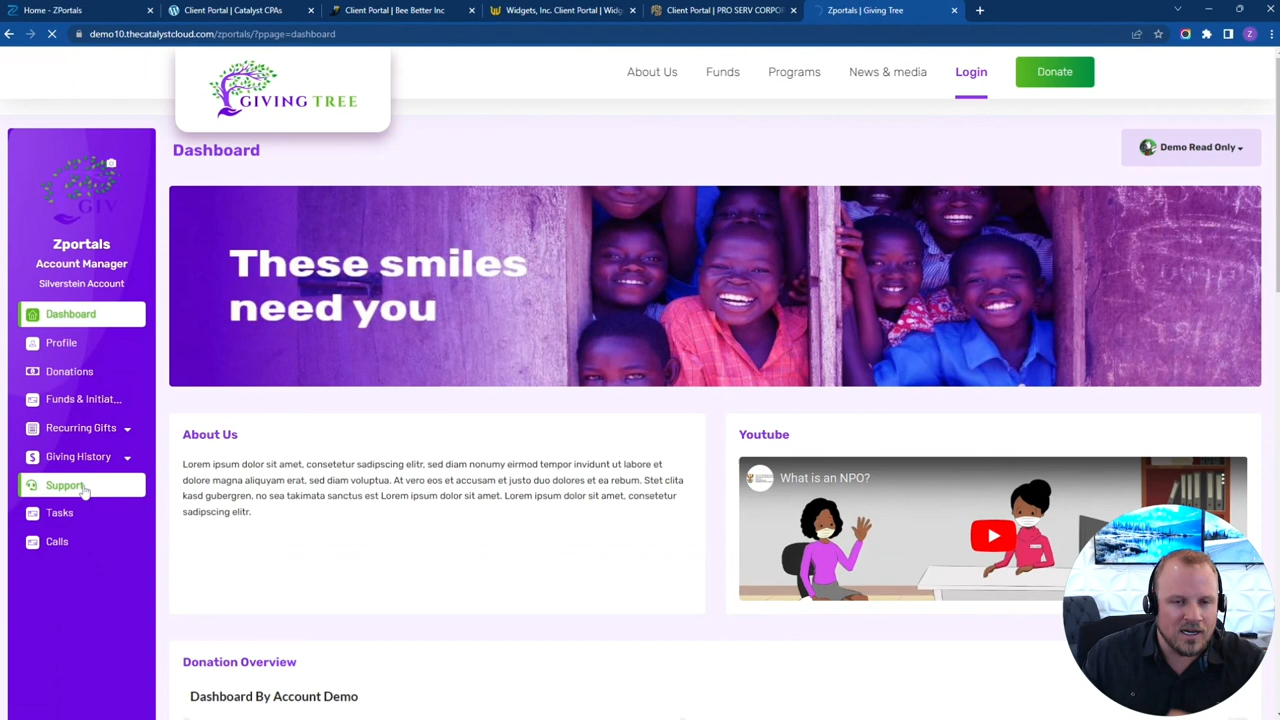 Home - ZPortals
Client Portal | Catalyst CPAs
Client Portal | Bee Better Inc
Widgets, Inc. Client Portal | Widg
Client Portal | PRO SERV CORPOR
Zportals | Giving Tree
demo10.thecatalystcloud.com/zportals/?ppage=dashboard
Z
GIVING TREE
About Us
Funds
Programs
News & media
Login
Donate
GIV
Zportals
Account Manager
Silverstein Account
Dashboard
Profile
Donations
Funds & Initiat...
Recurring Gifts
Giving History
Support
Tasks
Calls
Dashboard
Demo Read Only
These smiles
need you
About Us
Lorem ipsum dolor sit amet, consetetur sadipscing elitr, sed diam nonumy eirmod tempor invidunt ut labore et
dolore magna aliquyam erat, sed diam voluptua. At vero eos et accusam et justo duo dolores et ea rebum. Stet clita
kasd gubergren, no sea takimata sanctus est Lorem ipsum dolor sit amet. Lorem ipsum dolor sit amet, consetetur
sadipscing elitr.
Youtube
What is an NPO?
Donation Overview
Dashboard By Account Demo